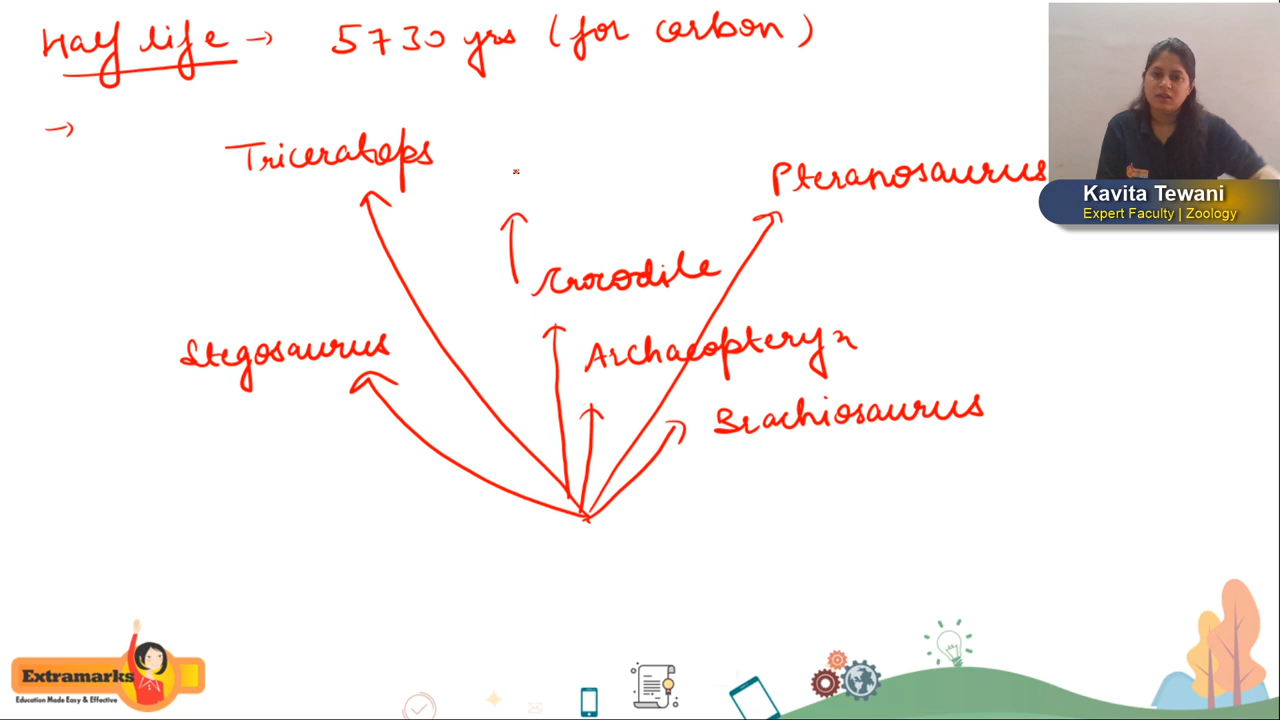 Half life → 5730 yrs (for carbon)
→
Triceratops
Pteranosaurus
Kavita Tewani
Expert Faculty | Zoology
Crocodile
Stegosaurus
Archaeopteryx
Brachiosaurus
Extramarks
Education Made Easy & Effective